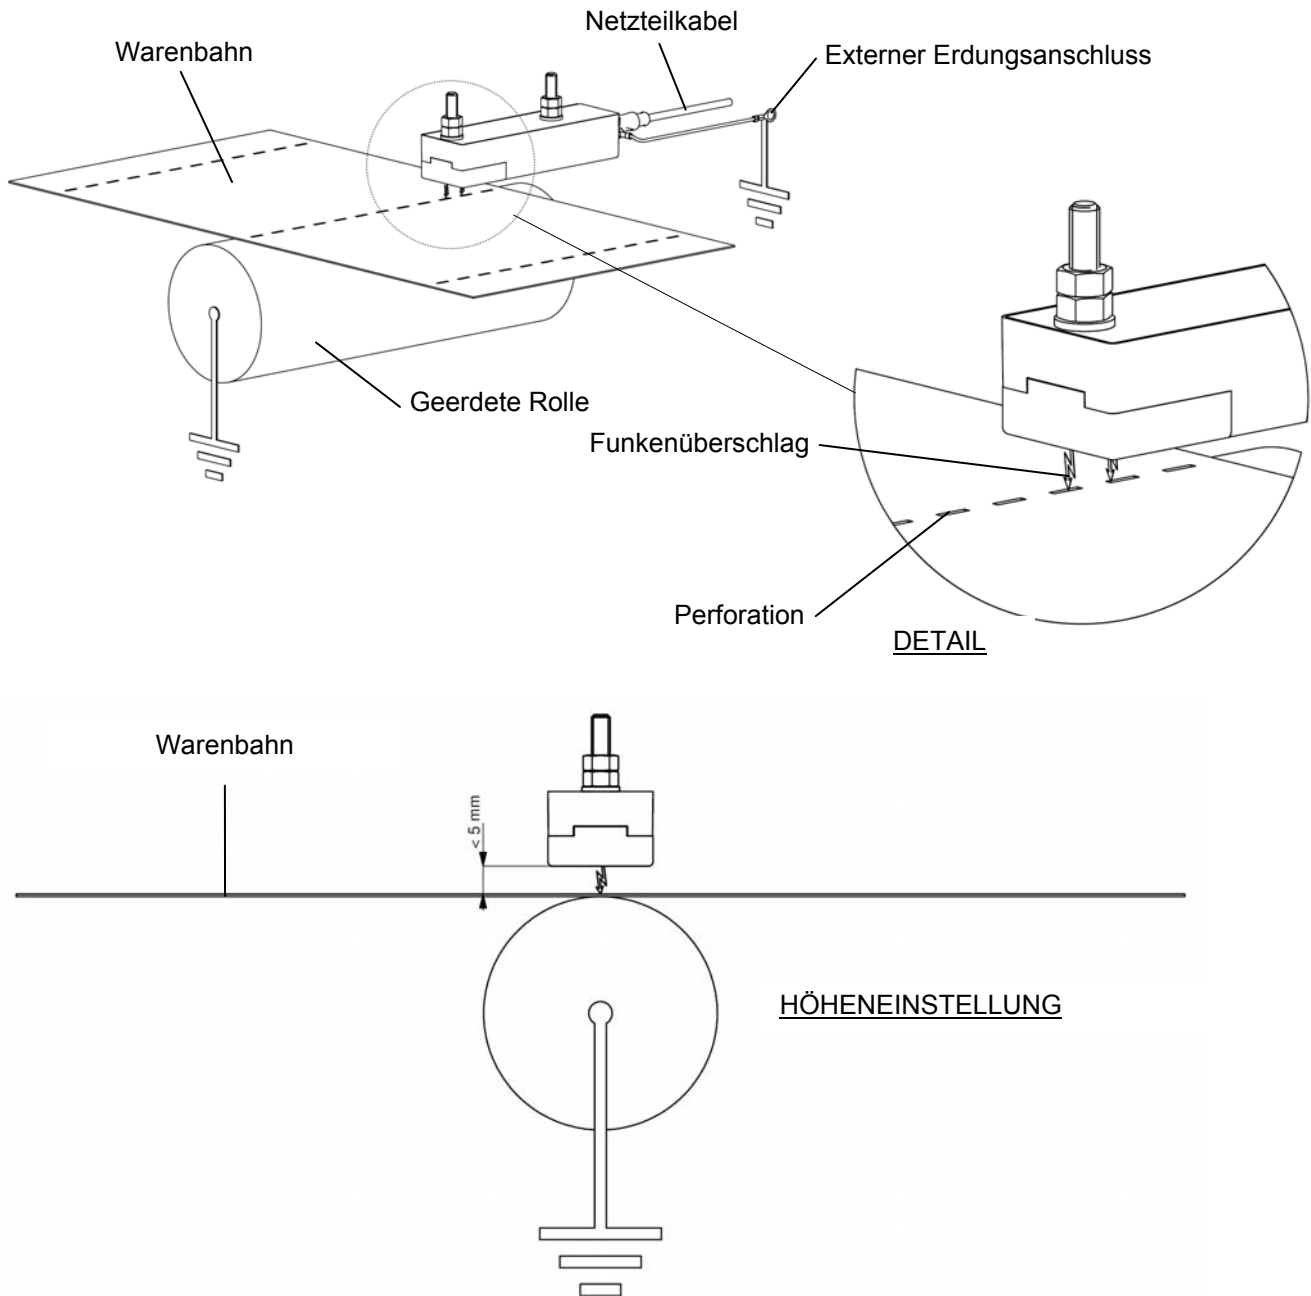 Netzteilkabel
Warenbahn
Externer Erdungsanschluss
Geerdete Rolle
Funkenüberschlag
Perforation
DETAIL
Warenbahn
< 5 mm
HÖHENEINSTELLUNG